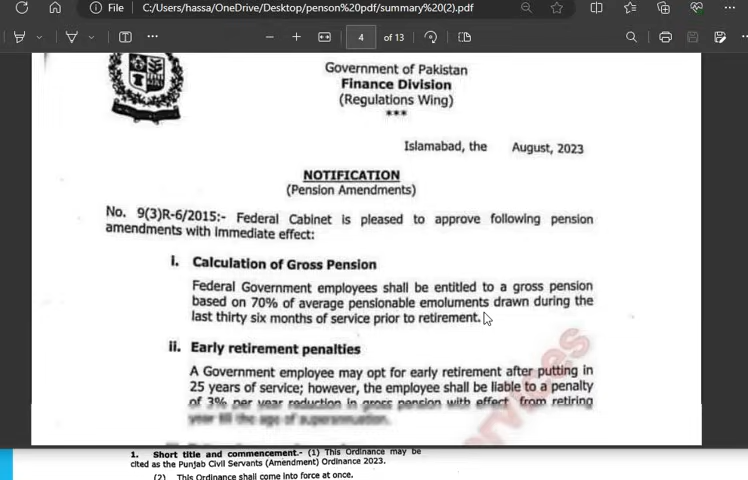 File
C:/Users/hassa/OneDrive/Desktop/penson%20pdf/summary%20(2).pdf
4 of 13
Government of Pakistan
Finance Division
(Regulations Wing)
***
Islamabad, the August, 2023
NOTIFICATION
(Pension Amendments)
No. 9(3)R-6/2015:- Federal Cabinet is pleased to approve following pension
amendments with immediate effect:
i. Calculation of Gross Pension
Federal Government employees shall be entitled to a gross pension
based on 70% of average pensionable emoluments drawn during the
last thirty six months of service prior to retirement.
ii. Early retirement penalties
A Government employee may opt for early retirement after putting in
25 years of service; however, the employee shall be liable to a penalty
of 3% per year reduction in gross pension with effect from retiring
year till the age of superannuation.
1. Short title and commencement.- (1) This Ordinance may be
cited as the Punjab Civil Servants (Amendment) Ordinance 2023.
(2) This Ordinance shall come into force at once.